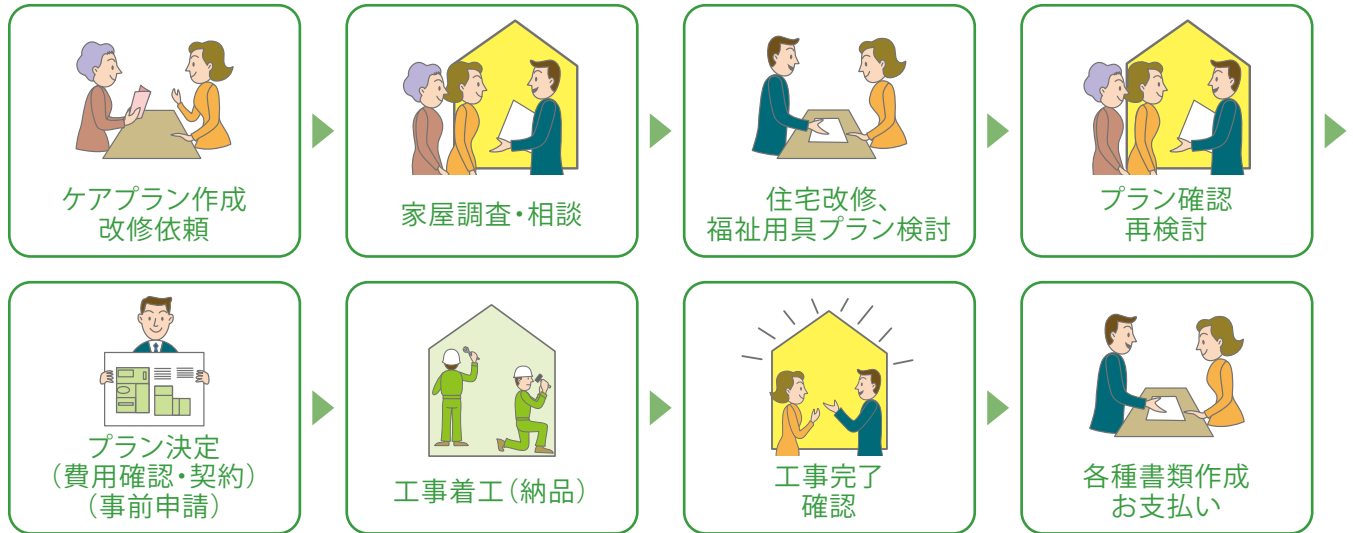 ケアプラン作成
改修依頼
家屋調査・相談
住宅改修、
福祉用具プラン検討
プラン確認
再検討
プラン決定
（費用確認・契約）
（事前申請）
工事着工（納品）
工事完了
確認
各種書類作成
お支払い